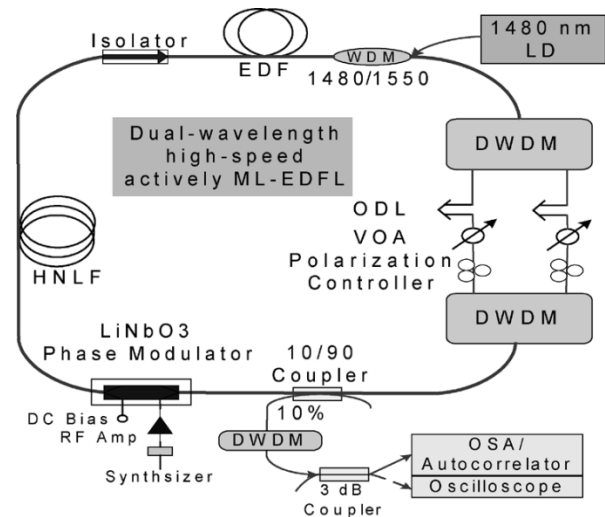 Isolator
EDF
WDM
1480/1550
1480 nm
LD
Dual-wavelength
high-speed
actively ML-EDFL
DWDM
ODL
VOA
Polarization
Controller
DWDM
HNLF
LiNbO3
Phase Modulator
DC Bias
RF Amp
Synthsizer
10/90
Coupler
10%
DWDM
3 dB
Coupler
OSA/
Autocorrelator
Oscilloscope